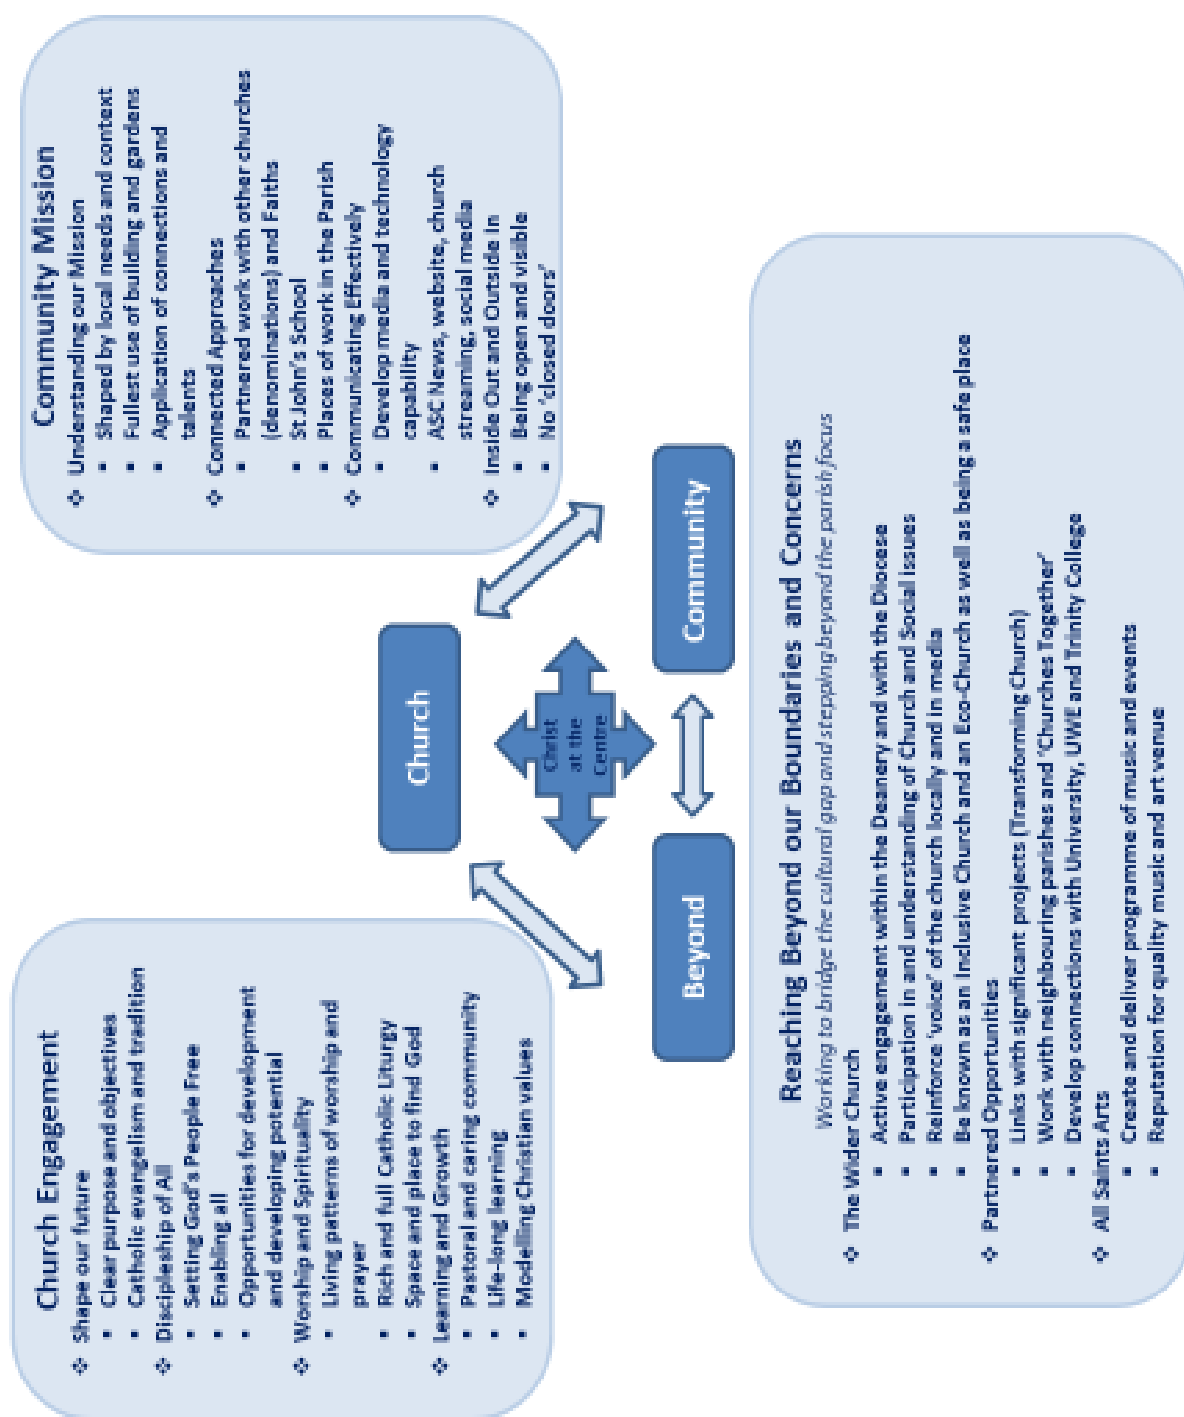 Church Engagement
❖ Shape our future
▪ Clear purpose and objectives
▪ Catholic evangelism and tradition
❖ Discipleship of All
▪ Setting God's People Free
▪ Enabling all
▪ Opportunities for development
and developing potential
❖ Worship and Spirituality
▪ Living patterns of worship and
prayer
▪ Rich and full Catholic Liturgy
▪ Space and place to find God
❖ Learning and Growth
▪ Pastoral and caring community
▪ Life-long learning
▪ Modelling Christian values
Community Mission
❖ Understanding our Mission
▪ Shaped by local needs and context
▪ Fullest use of building and gardens
▪ Application of connections and
talents
❖ Connected Approaches
▪ Partnered work with other churches
(denominations) and Faiths
▪ St John's School
▪ Places of work in the Parish
❖ Communicating Effectively
▪ Develop media and technology
capability
▪ ASC News, website, church
streaming, social media
❖ Inside Out and Outside In
▪ Being open and visible
▪ No 'closed doors'
Church
Christ
at the
Centre
Beyond
Community
Reaching Beyond our Boundaries and Concerns
Working to bridge the cultural gap and stepping beyond the parish focus
❖ The Wider Church
▪ Active engagement within the Deanery and with the Diocese
▪ Participation in and understanding of Church and Social issues
▪ Reinforce 'voice' of the church locally and in media
▪ Be known as an Inclusive Church and an Eco-Church as well as being a safe place
❖ Partnered Opportunities
▪ Links with significant projects (Transforming Church)
▪ Work with neighbouring parishes and 'Churches Together'
▪ Develop connections with University, UWE and Trinity College
❖ All Saints Arts
▪ Create and deliver programme of music and events
▪ Reputation for quality music and art venue